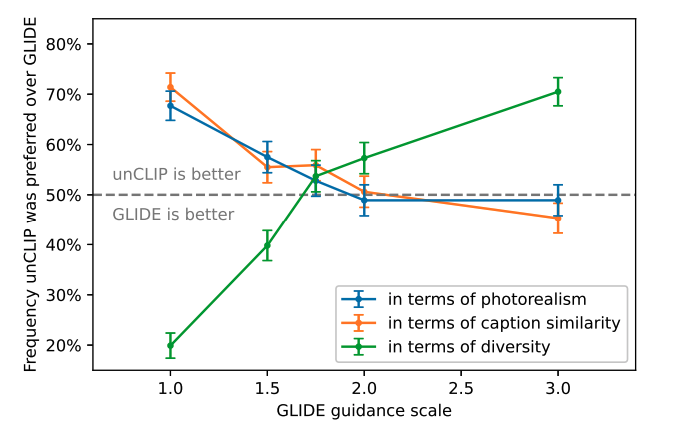 Frequency unCLIP was preferred over GLIDE
80%
70%
60%
50%
40%
30%
20%
unCLIP is better
GLIDE is better
in terms of photorealism
in terms of caption similarity
in terms of diversity
1.0 1.5 2.0 2.5 3.0
GLIDE guidance scale